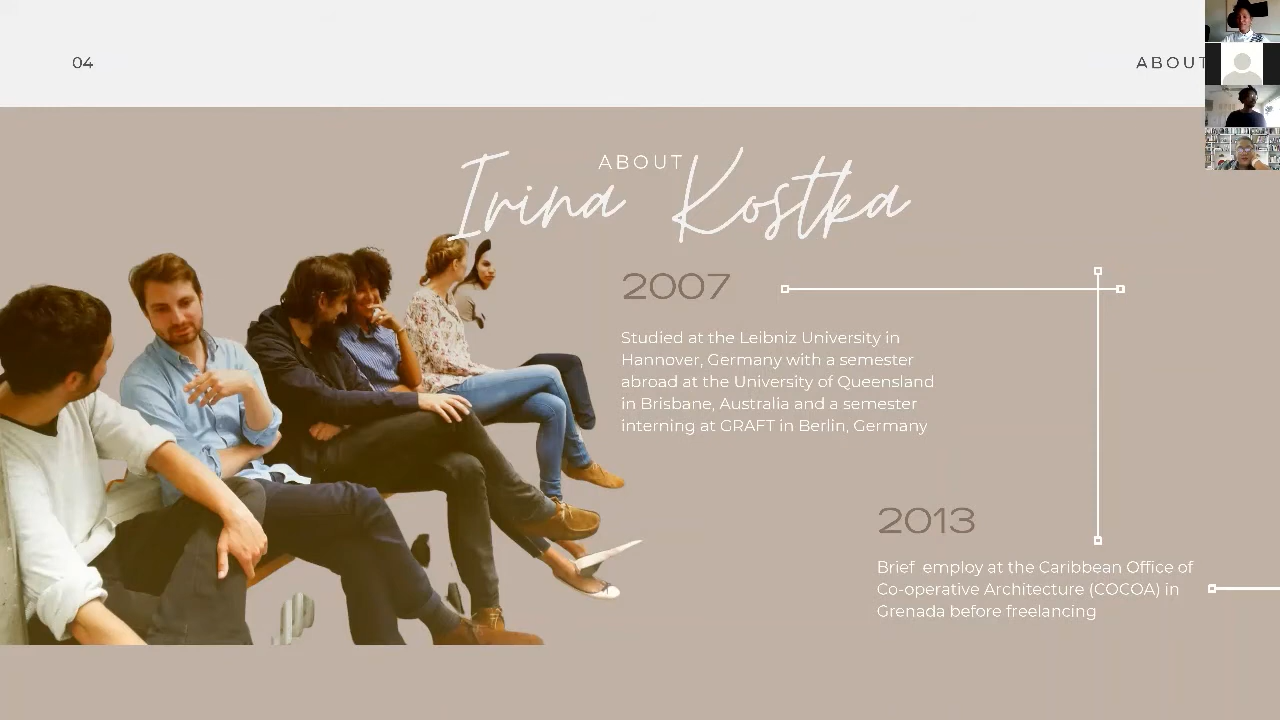 04
ABOUT
ABOUT
Irina Kostka
2007
Studied at the Leibniz University in
Hannover, Germany with a semester
abroad at the University of Queensland
in Brisbane, Australia and a semester
interning at GRAFT in Berlin, Germany
2013
Brief employ at the Caribbean Office of
Co-operative Architecture (COCOA) in
Grenada before freelancing